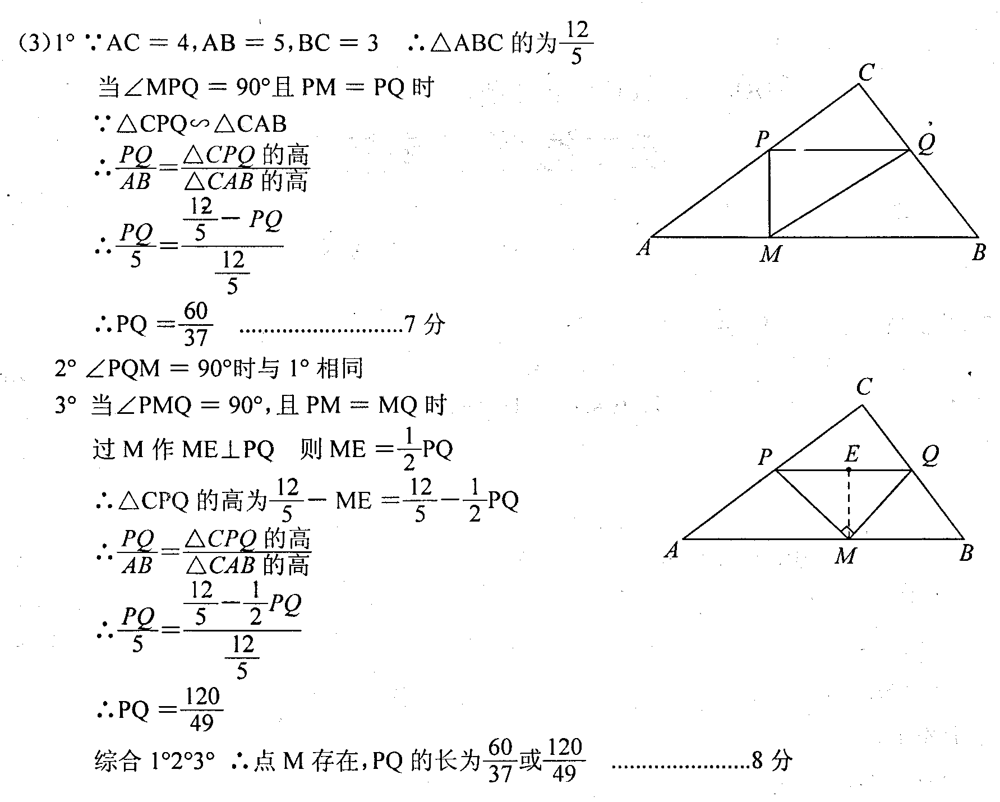 (3)1° ∵AC = 4,AB = 5,BC = 3 ∴△ABC 的为12/5
当∠MPQ = 90°且 PM = PQ 时
∵△CPQ∽△CAB
∴PQ/AB=△CPQ 的高/△CAB 的高
∴PQ/5=(12/5 − PQ)/(12/5)
∴PQ =60/37 ...........................7 分
2° ∠PQM = 90°时与 1° 相同
3° 当∠PMQ = 90°,且 PM = MQ 时
过 M 作 ME⊥PQ 则 ME =1/2PQ
∴△CPQ 的高为12/5 − ME =12/5−1/2PQ
∴PQ/AB=△CPQ 的高/△CAB 的高
∴PQ/5=(12/5−1/2PQ)/(12/5)
∴PQ =120/49
综合 1°2°3° ∴点 M 存在,PQ 的长为60/37或120/49 .......................8 分
C
P Q
A M B
C
P E Q
A M B